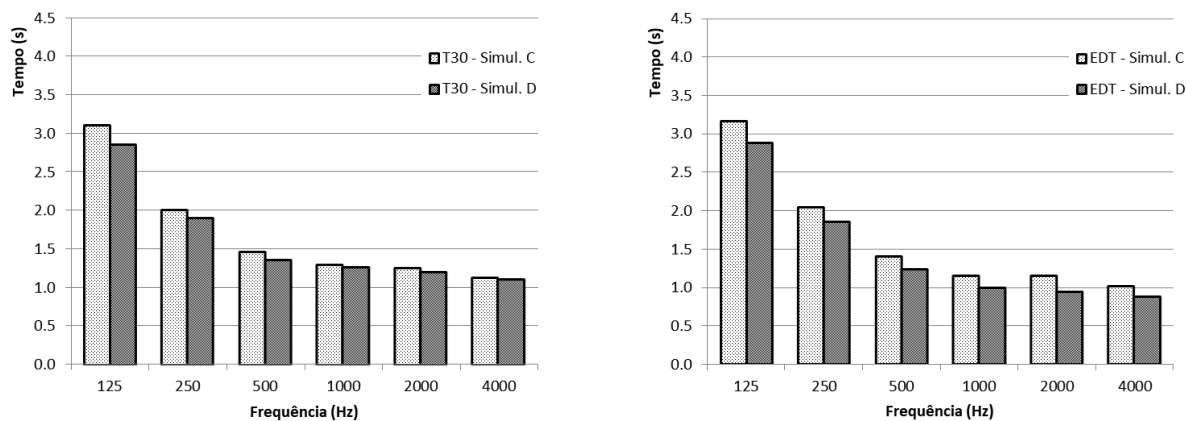 Tempo (s)
4.5
4.0
3.5
3.0
2.5
2.0
1.5
1.0
0.5
0.0
T30 - Simul. C
T30 - Simul. D
125 250 500 1000 2000 4000
Frequência (Hz)
Tempo (s)
4.5
4.0
3.5
3.0
2.5
2.0
1.5
1.0
0.5
0.0
EDT - Simul. C
EDT - Simul. D
125 250 500 1000 2000 4000
Frequência (Hz)